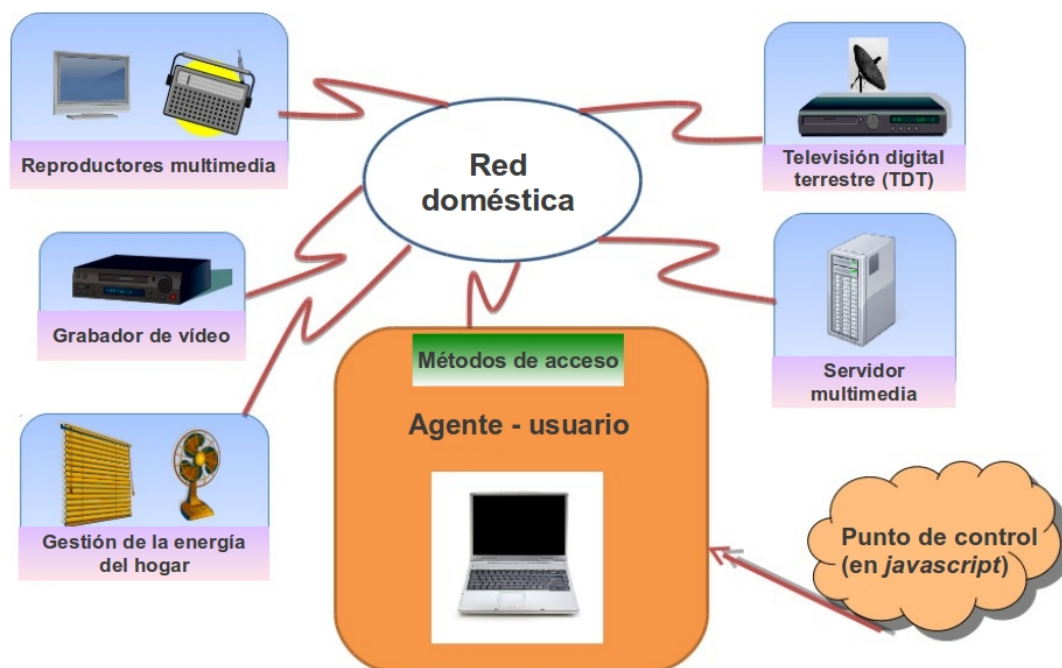 Reproductores multimedia
Red
doméstica
Televisión digital
terrestre (TDT)
Grabador de vídeo
Servidor
multimedia
Métodos de acceso
Agente - usuario
Gestión de la energía
del hogar
Punto de control
(en javascript)